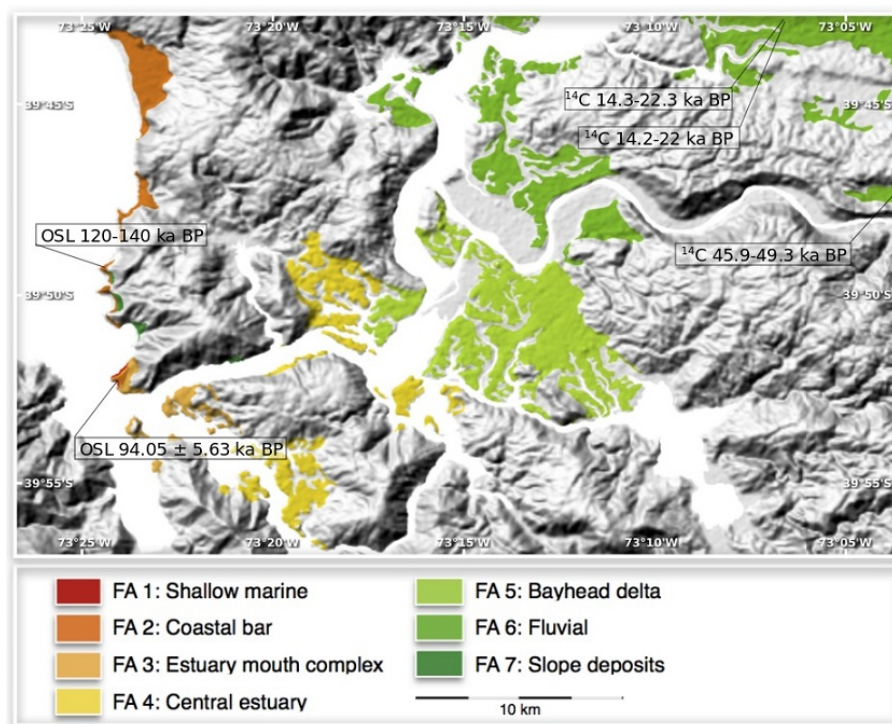 73°25'W 73°20'W 73°15'W 73°10'W 73°05'W
¹⁴C 14.3-22.3 ka BP
39°45'S 39°45'S
¹⁴C 14.2-22 ka BP
OSL 120-140 ka BP
¹⁴C 45.9-49.3 ka BP
39°50'S 39°50'S
OSL 94.05 ± 5.63 ka BP
39°55'S 39°55'S
73°25'W 73°20'W 73°15'W 73°10'W 73°05'W
FA 1: Shallow marine
FA 2: Coastal bar
FA 3: Estuary mouth complex
FA 4: Central estuary
FA 5: Bayhead delta
FA 6: Fluvial
FA 7: Slope deposits
10 km